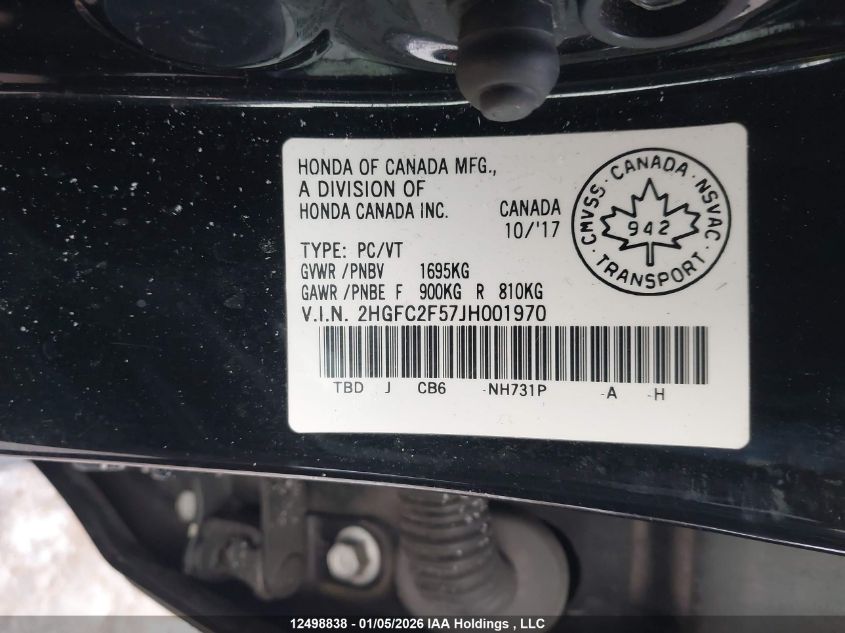 HONDA OF CANADA MFG.,
A DIVISION OF
HONDA CANADA INC. CANADA
10/'17
TYPE: PC/VT
GVWR /PNBV 1695KG
GAWR /PNBE F 900KG R 810KG
V.I.N. 2HGFC2F57JH001970
TBD J CB6 -NH731P -A -H
CMVSS · CANADA · NSVAC
942
· TRANSPORT ·
12498838 - 01/05/2026 IAA Holdings , LLC